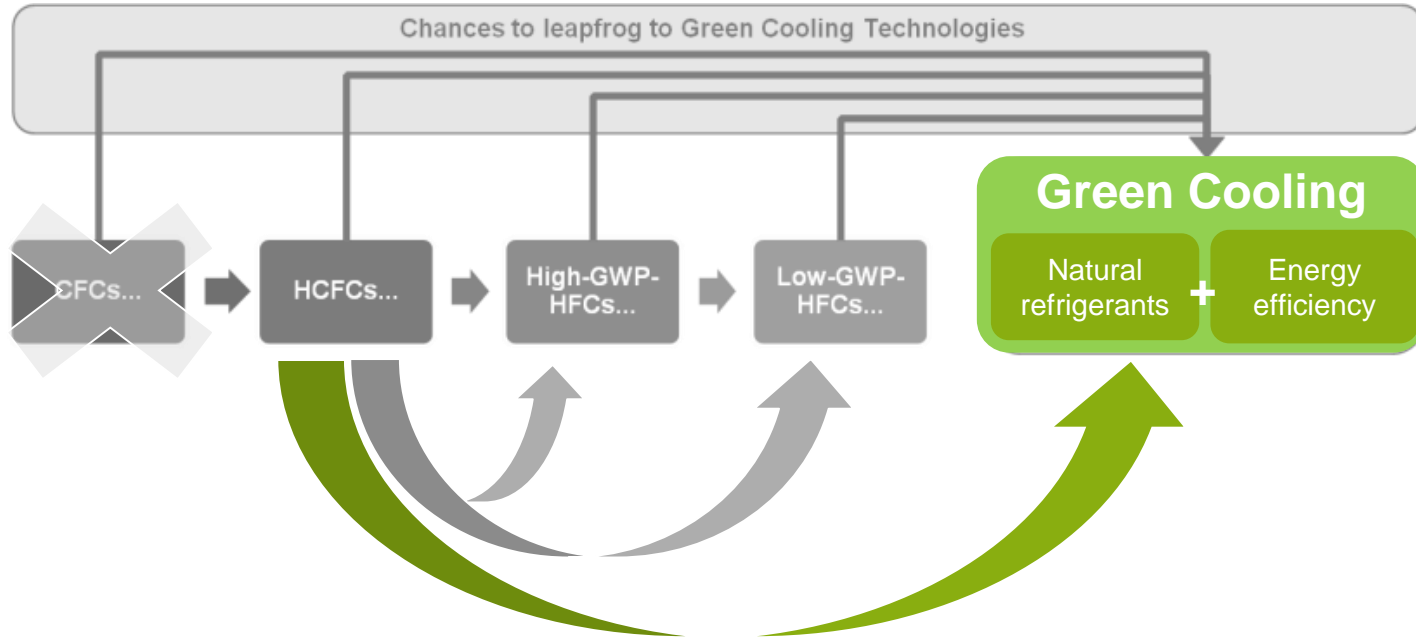 Chances to leapfrog to Green Cooling Technologies
Green Cooling
CFCs...
HCFCs...
High-GWP-
HFCs...
Low-GWP-
HFCs...
Natural
refrigerants
+
Energy
efficiency